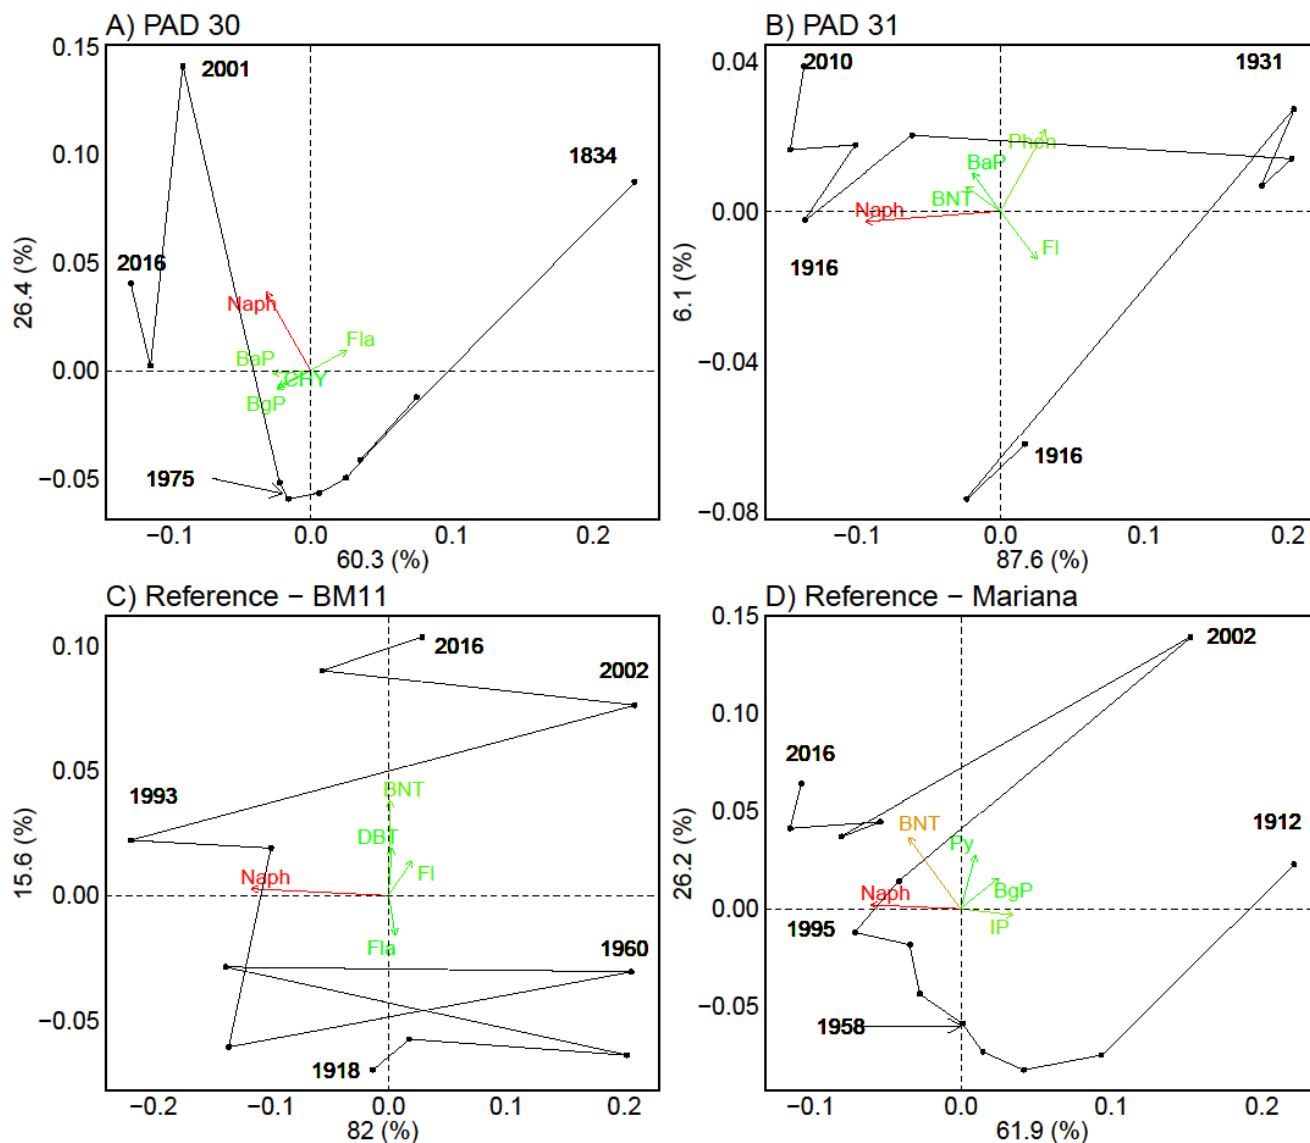 A) PAD 30
0.15
0.10
0.05
0.00
−0.05
26.4 (%)
2001
1834
2016
Naph
Fla
BaP
CHY
BgP
1975
−0.1
0.0
0.1
0.2
60.3 (%)
B) PAD 31
0.04
0.00
−0.04
−0.08
6.1 (%)
2010
1931
Phen
BaP
BNT
Naph
Fl
1916
1916
−0.1
0.0
0.1
0.2
87.6 (%)
C) Reference − BM11
0.10
0.05
0.00
−0.05
15.6 (%)
2016
2002
1993
BNT
DBT
Fl
Naph
Fla
1960
1918
−0.2
−0.1
0.0
0.1
0.2
82 (%)
D) Reference − Mariana
0.15
0.10
0.05
0.00
−0.05
26.2 (%)
2002
2016
1912
BNT
Py
Naph
BgP
IP
1995
1958
−0.1
0.0
0.1
0.2
61.9 (%)